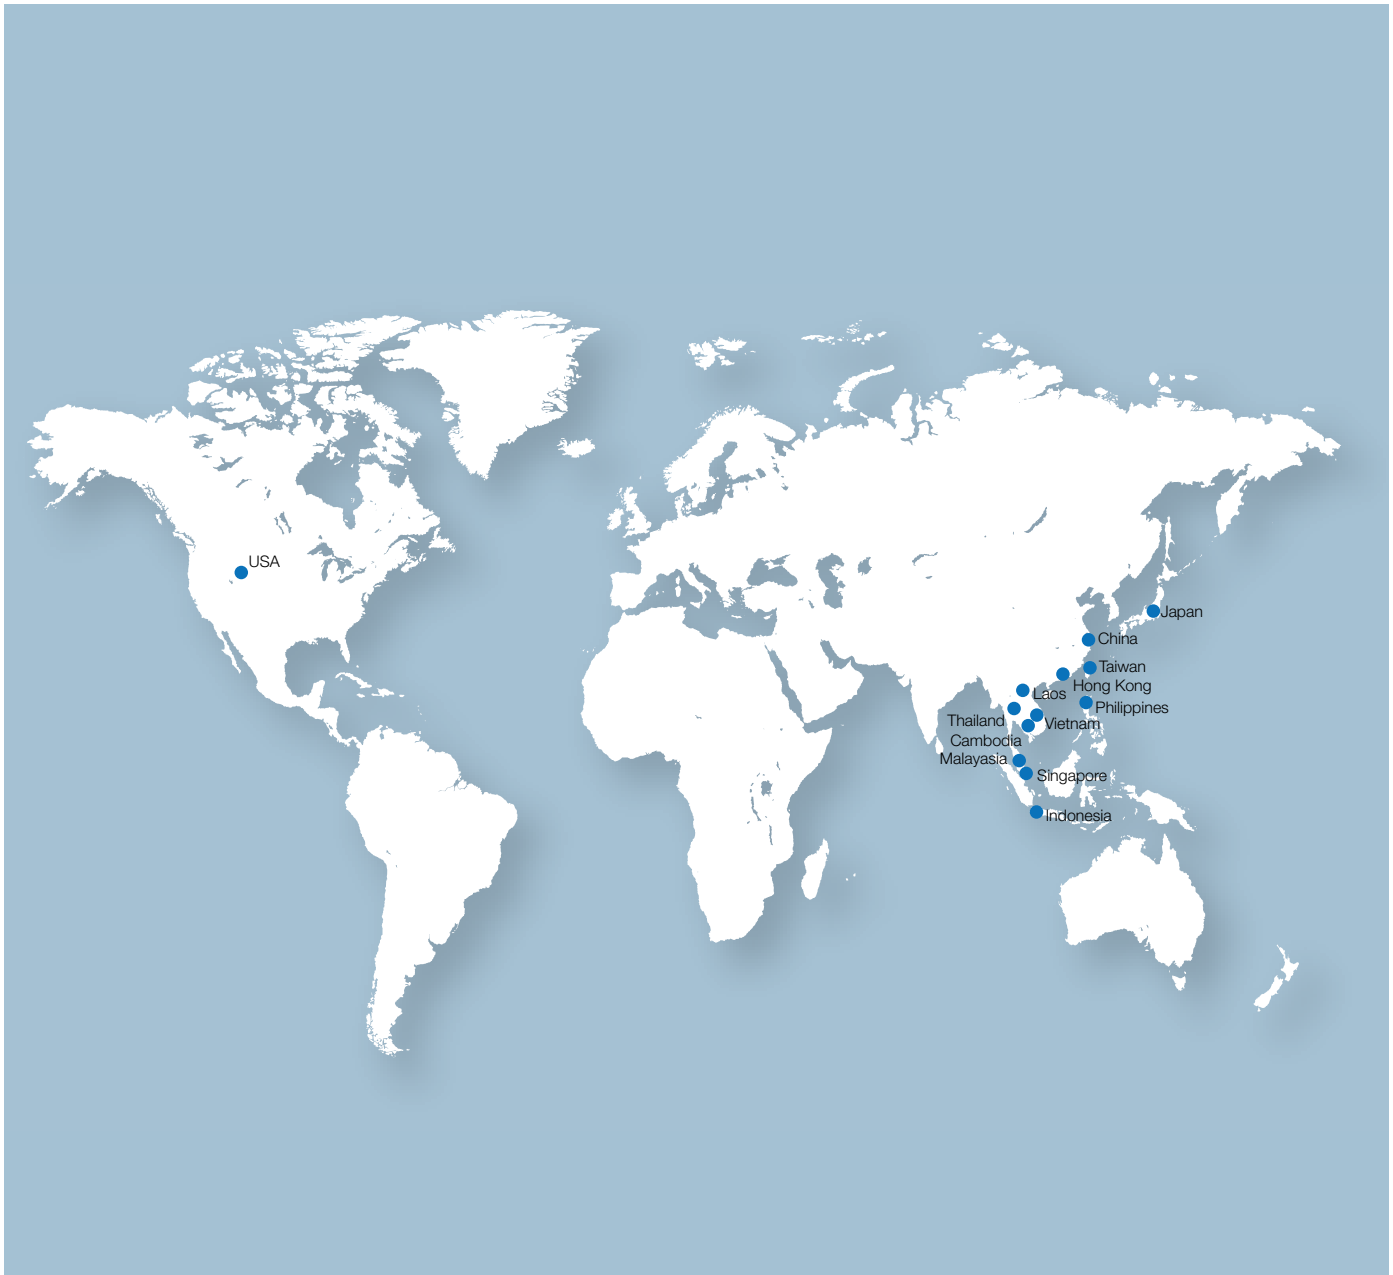 USA
Japan
China
Taiwan
Hong Kong
Laos
Philippines
Thailand
Vietnam
Cambodia
Malayasia
Singapore
Indonesia